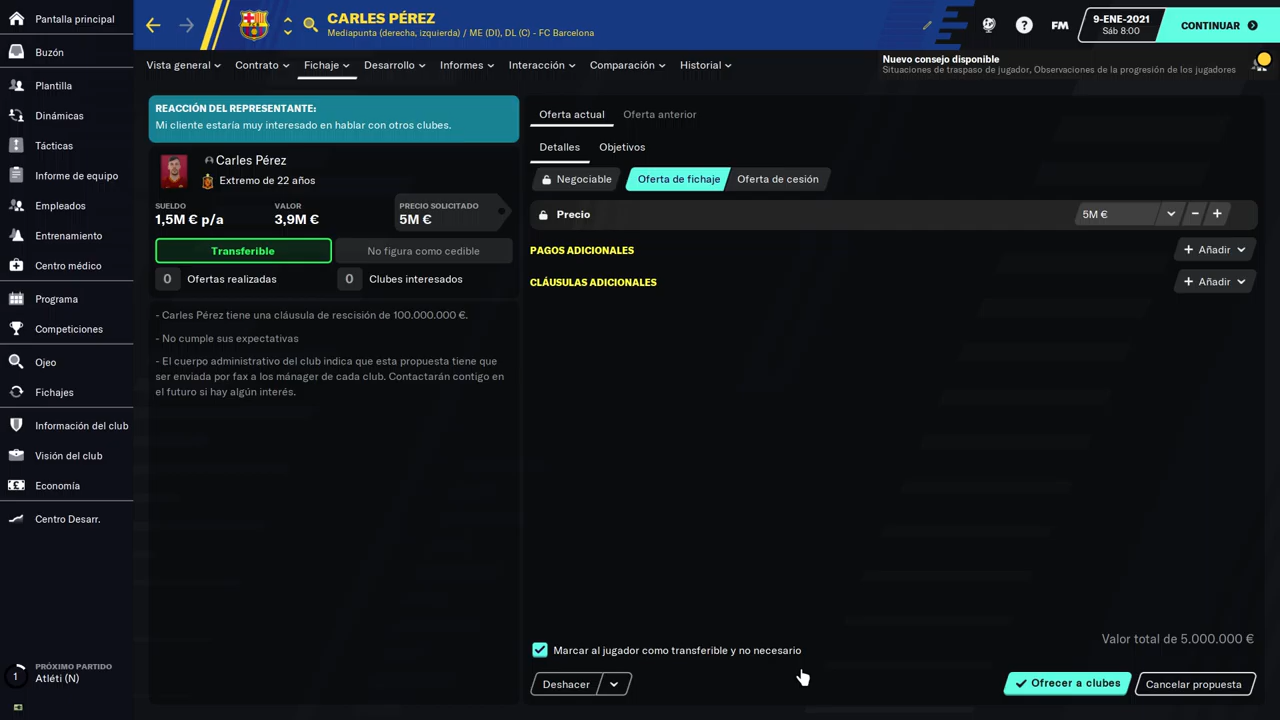 Pantalla principal
Buzón
Plantilla
Dinámicas
Tácticas
Informe de equipo
Empleados
Entrenamiento
Centro médico
Programa
Competiciones
Ojeo
Fichajes
Información del club
Visión del club
Economía
Centro Desarr.
1
PRÓXIMO PARTIDO
Atléti (N)
CARLES PÉREZ
Mediapunta (derecha, izquierda) / ME (DI), DL (C) - FC Barcelona
FM
9-ENE-2021
Sáb 8:00
CONTINUAR
Vista general
Contrato
Fichaje
Desarrollo
Informes
Interacción
Comparación
Historial
Nuevo consejo disponible
Situaciones de traspaso de jugador, Observaciones de la progresión de los jugadores
REACCIÓN DEL REPRESENTANTE:
Mi cliente estaría muy interesado en hablar con otros clubes.
Carles Pérez
Extremo de 22 años
SUELDO
1,5M € p/a
VALOR
3,9M €
PRECIO SOLICITADO
5M €
Transferible
No figura como cedible
0 Ofertas realizadas
0 Clubes interesados
- Carles Pérez tiene una cláusula de rescisión de 100.000.000 €.
- No cumple sus expectativas
- El cuerpo administrativo del club indica que esta propuesta tiene que
ser enviada por fax a los mánager de cada club. Contactarán contigo en
el futuro si hay algún interés.
Oferta actual
Oferta anterior
Detalles
Objetivos
Negociable
Oferta de fichaje
Oferta de cesión
Precio
5M €
PAGOS ADICIONALES
Añadir
CLÁUSULAS ADICIONALES
Añadir
Valor total de 5.000.000 €
Marcar al jugador como transferible y no necesario
Deshacer
Ofrecer a clubes
Cancelar propuesta